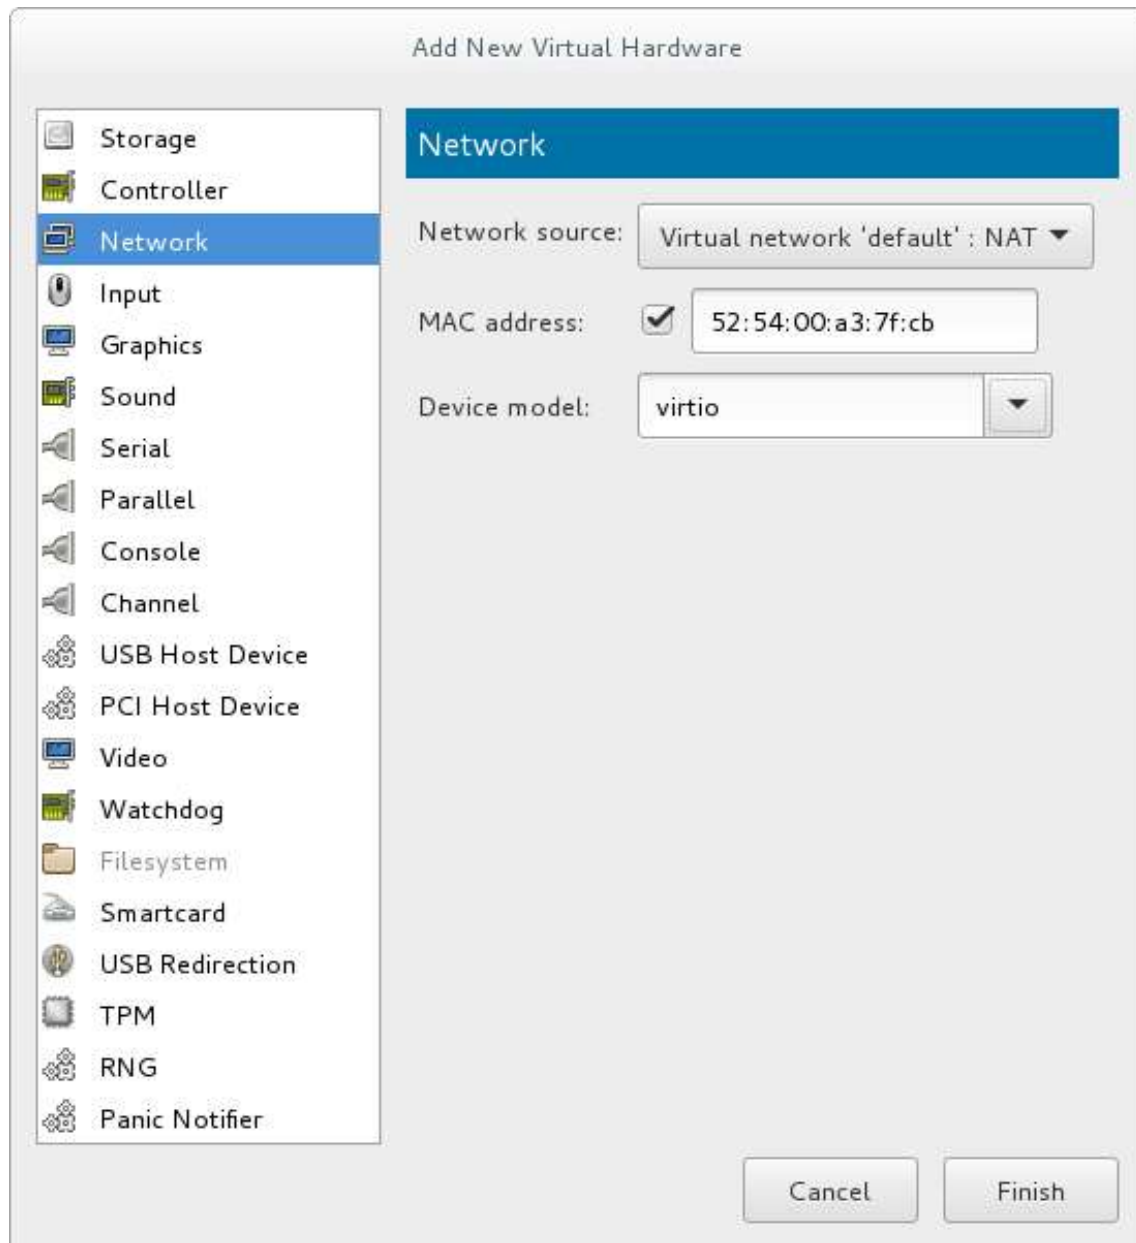 Add New Virtual Hardware
Storage
Controller
Network
Input
Graphics
Sound
Serial
Parallel
Console
Channel
USB Host Device
PCI Host Device
Video
Watchdog
Filesystem
Smartcard
USB Redirection
TPM
RNG
Panic Notifier
Network
Network source: Virtual network 'default' : NAT
MAC address: 52:54:00:a3:7f:cb
Device model: virtio
Cancel Finish